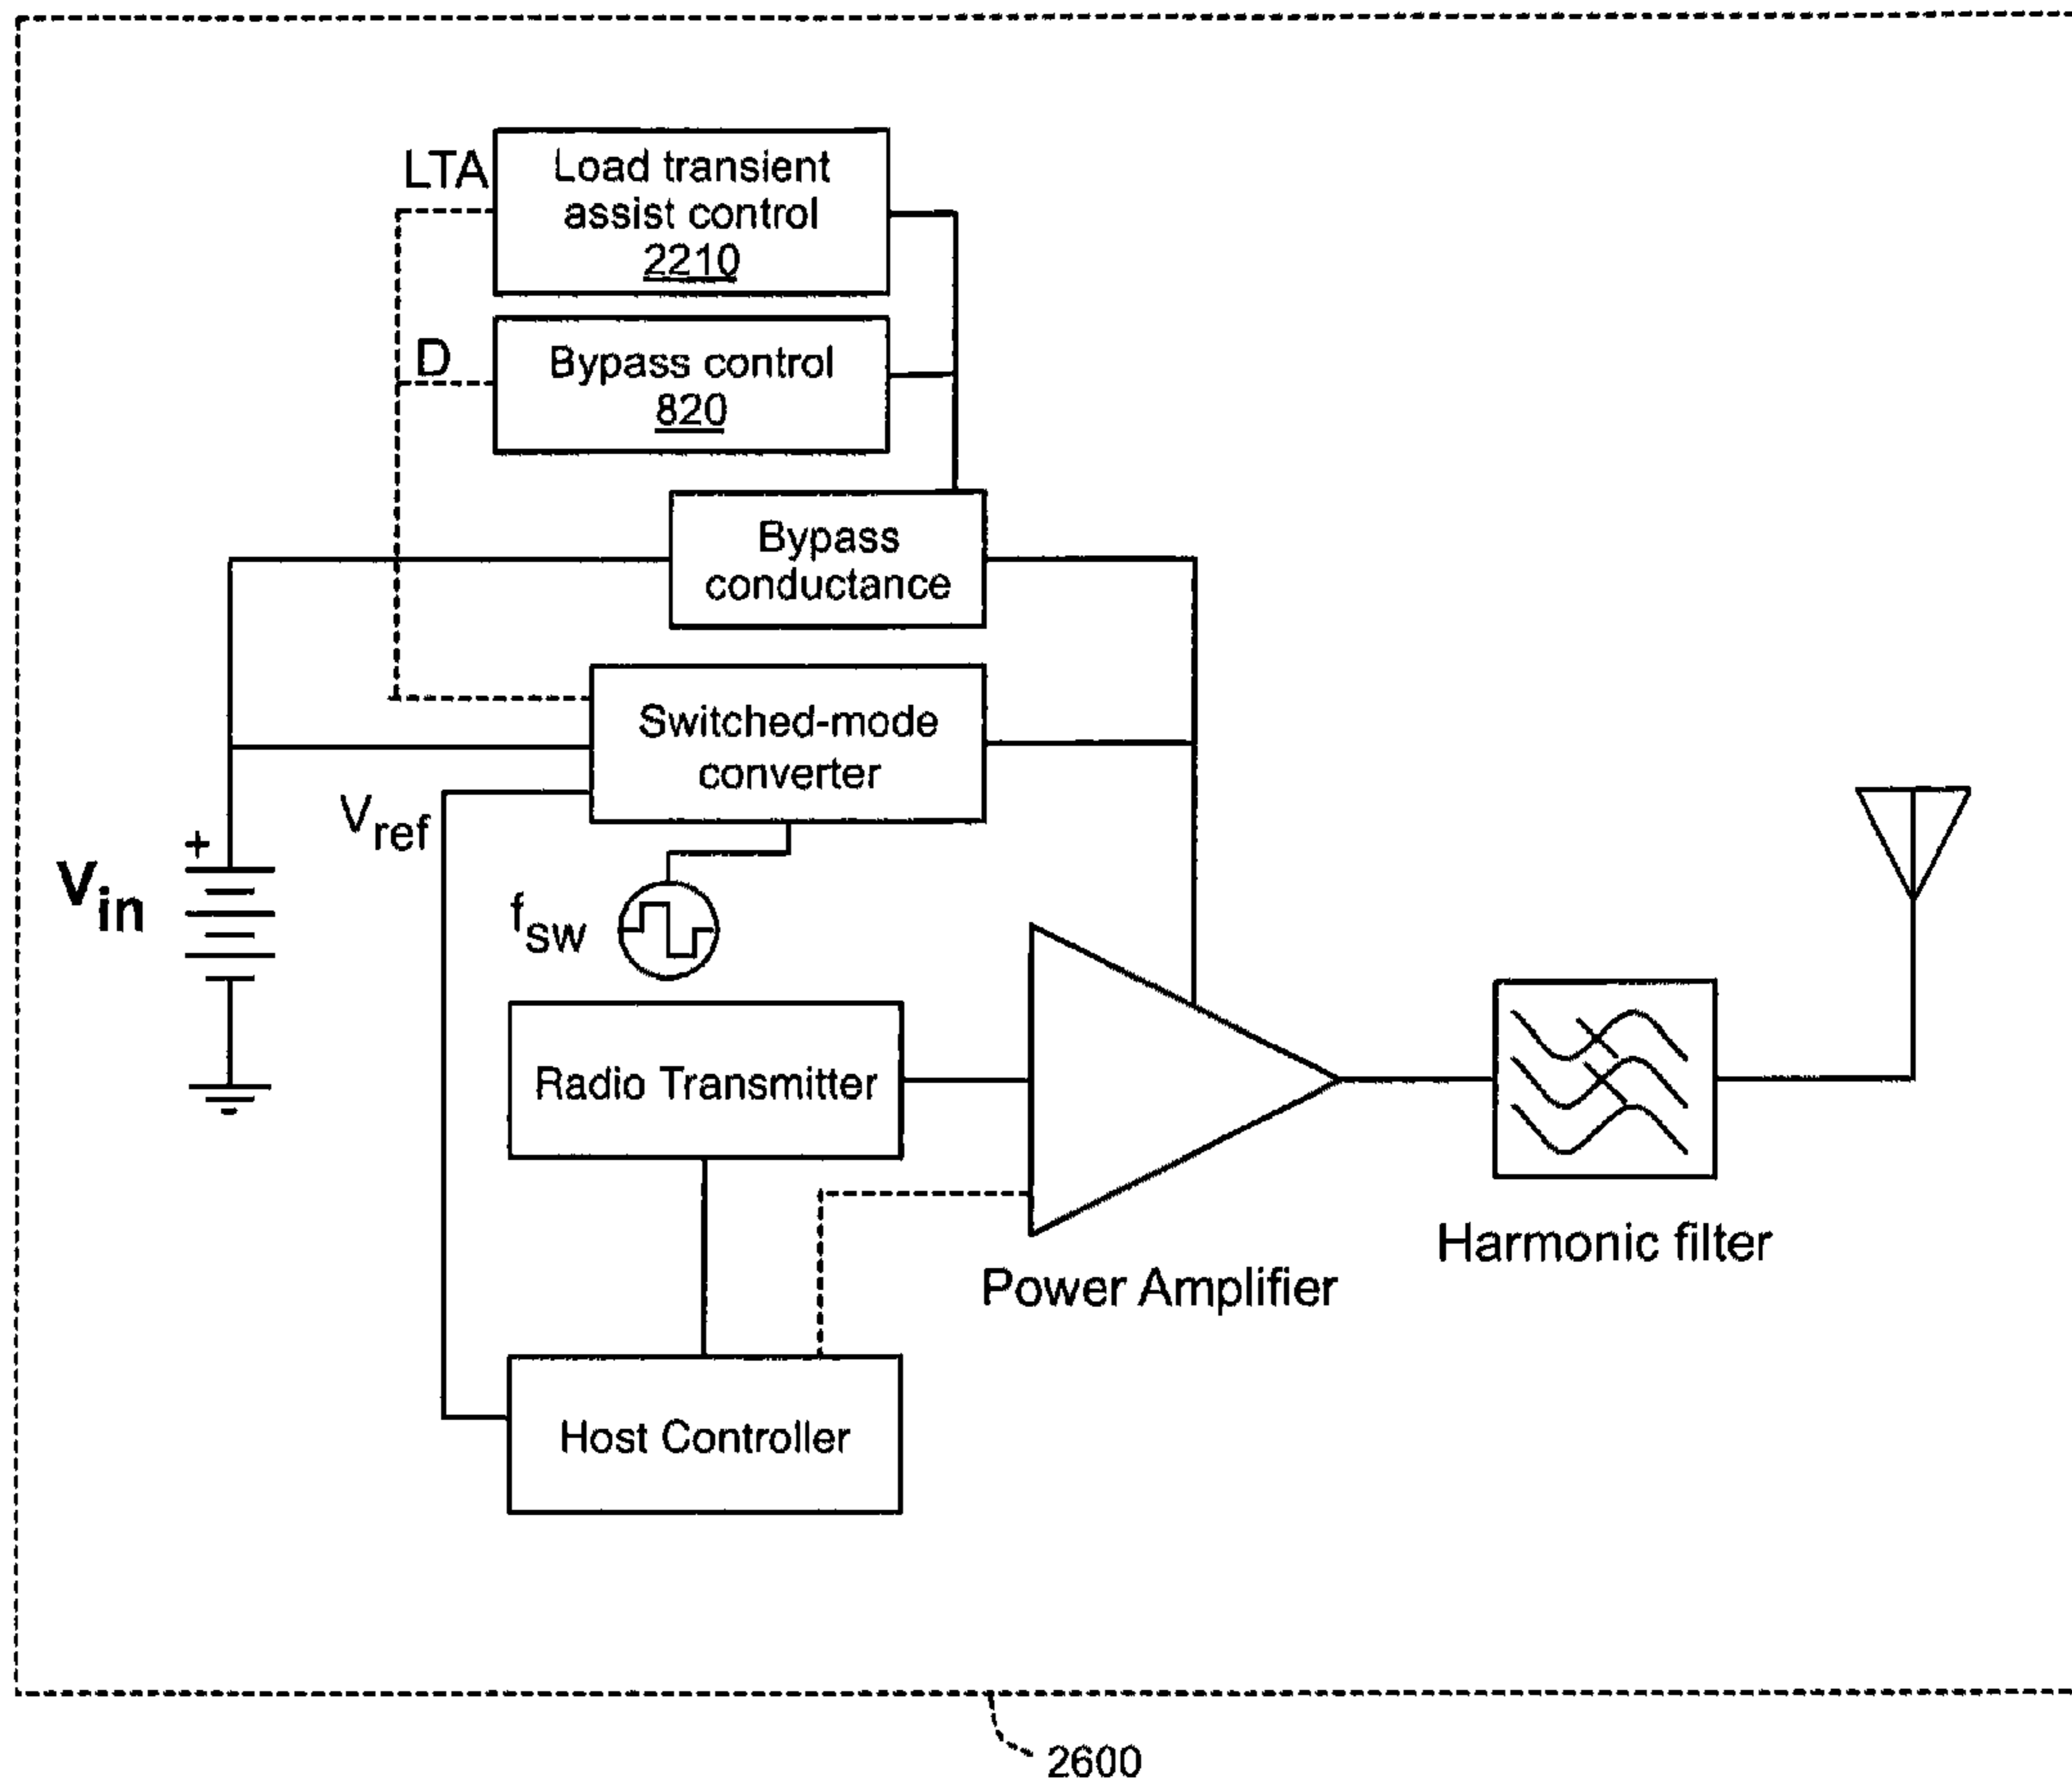 LTA
Load transient
assist control
2210
D
Bypass control
820
Bypass
conductance
Switched-mode
converter
Vref
+
Vin
fsw
Radio Transmitter
Harmonic filter
Power Amplifier
Host Controller
2600